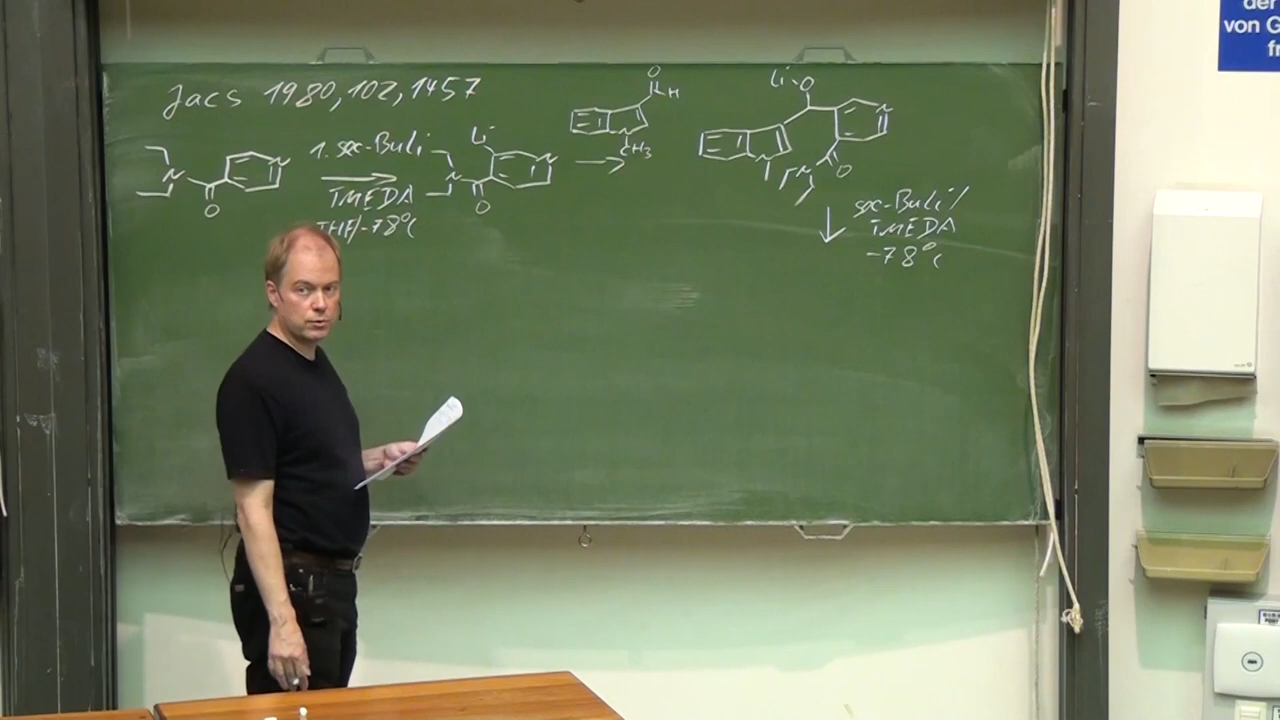 Jacs 1980, 102, 1457
1. sec-BuLi
TMEDA
THF/-78°C
N
O
N
Li
N
O
N
O
H
N
CH3
Li
O
N
N
N
O
sec-BuLi/
TMEDA
-78°C
der
von G
fr